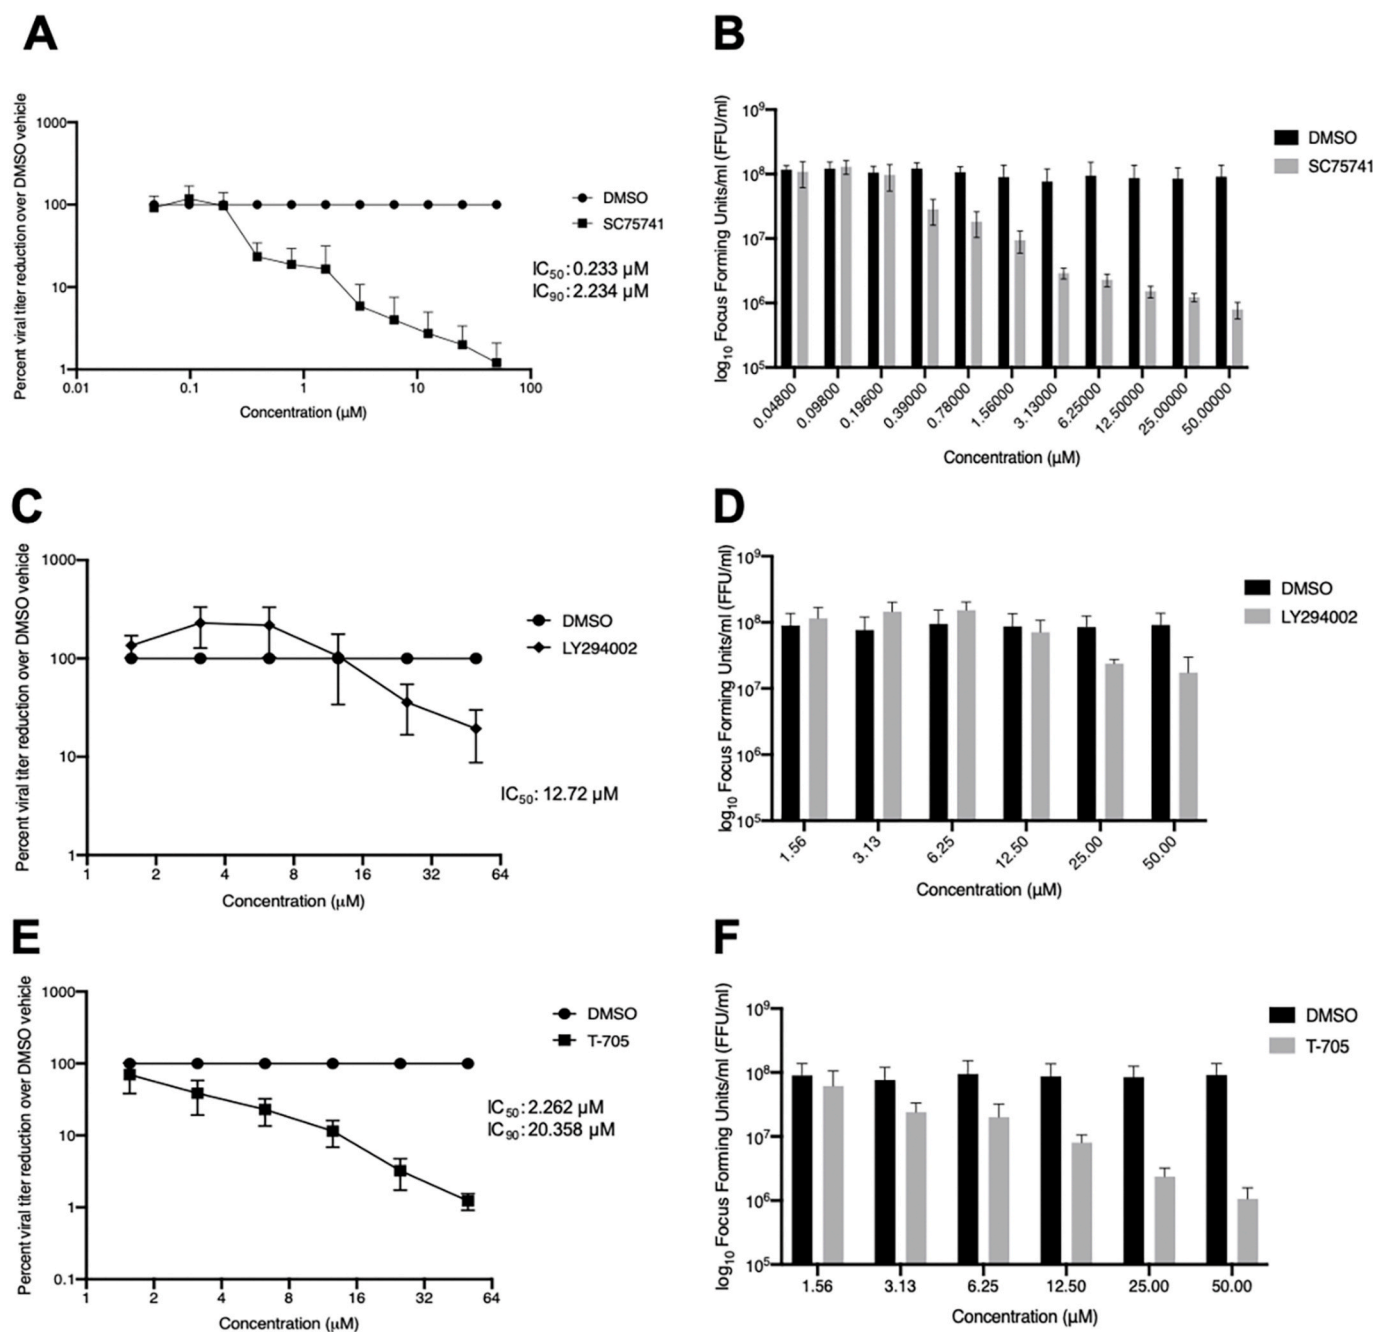 A
Percent viral titer reduction over DMSO vehicle
1000
100
10
1
0.01
0.1
1
10
100
Concentration (µM)
DMSO
SC75741
IC50: 0.233 µM
IC90: 2.234 µM
B
log10 Focus Forming Units/ml (FFU/ml)
10^9
10^8
10^7
10^6
10^5
0.04800
0.09800
0.19600
0.39000
0.78000
1.56000
3.13000
6.25000
12.50000
25.00000
50.00000
Concentration (µM)
DMSO
SC75741
C
Percent viral titer reduction over DMSO vehicle
1000
100
10
1
1
2
4
8
16
32
64
Concentration (µM)
DMSO
LY294002
IC50: 12.72 µM
D
log10 Focus Forming Units/ml (FFU/ml)
10^9
10^8
10^7
10^6
10^5
1.56
3.13
6.25
12.50
25.00
50.00
Concentration (µM)
DMSO
LY294002
E
Percent viral titer reduction over DMSO vehicle
1000
100
10
1
0.1
1
2
4
8
16
32
64
Concentration (µM)
DMSO
T-705
IC50: 2.262 µM
IC90: 20.358 µM
F
log10 Focus Forming Units/ml (FFU/ml)
10^9
10^8
10^7
10^6
10^5
1.56
3.13
6.25
12.50
25.00
50.00
Concentration (µM)
DMSO
T-705